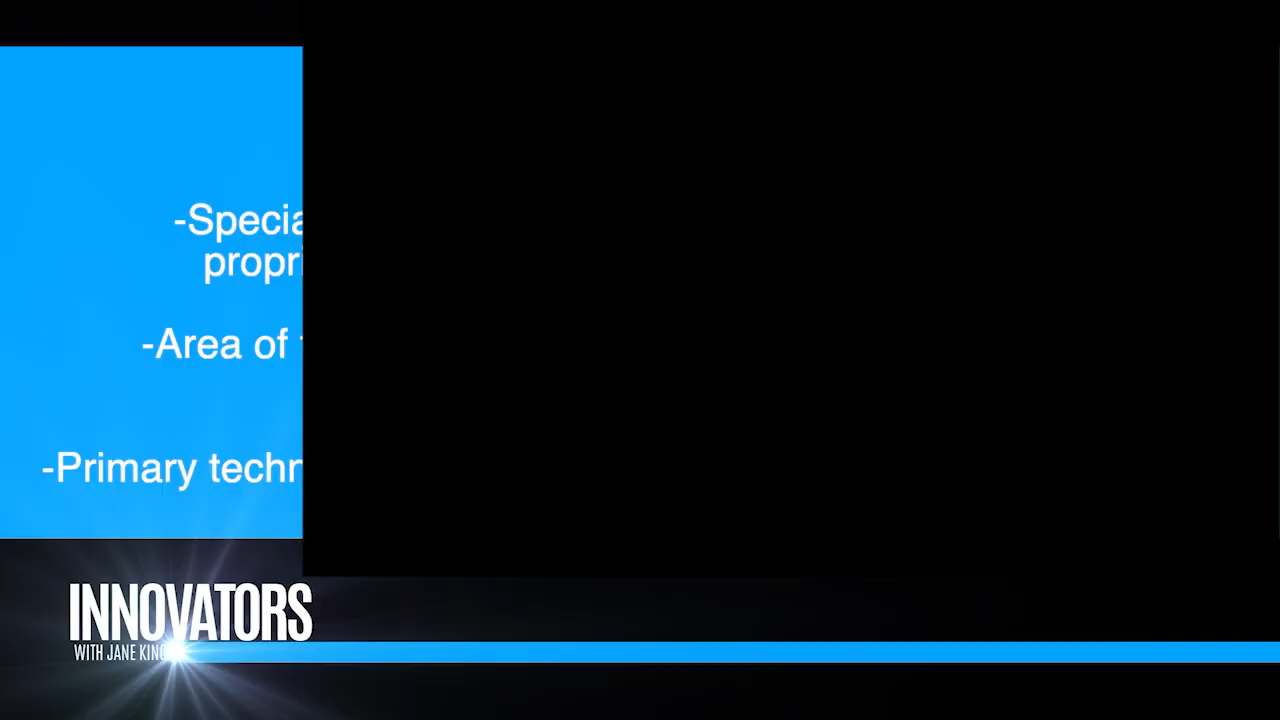 -Specia
propri
-Area of
-Primary techn
INNOVATORS
WITH JANE KING